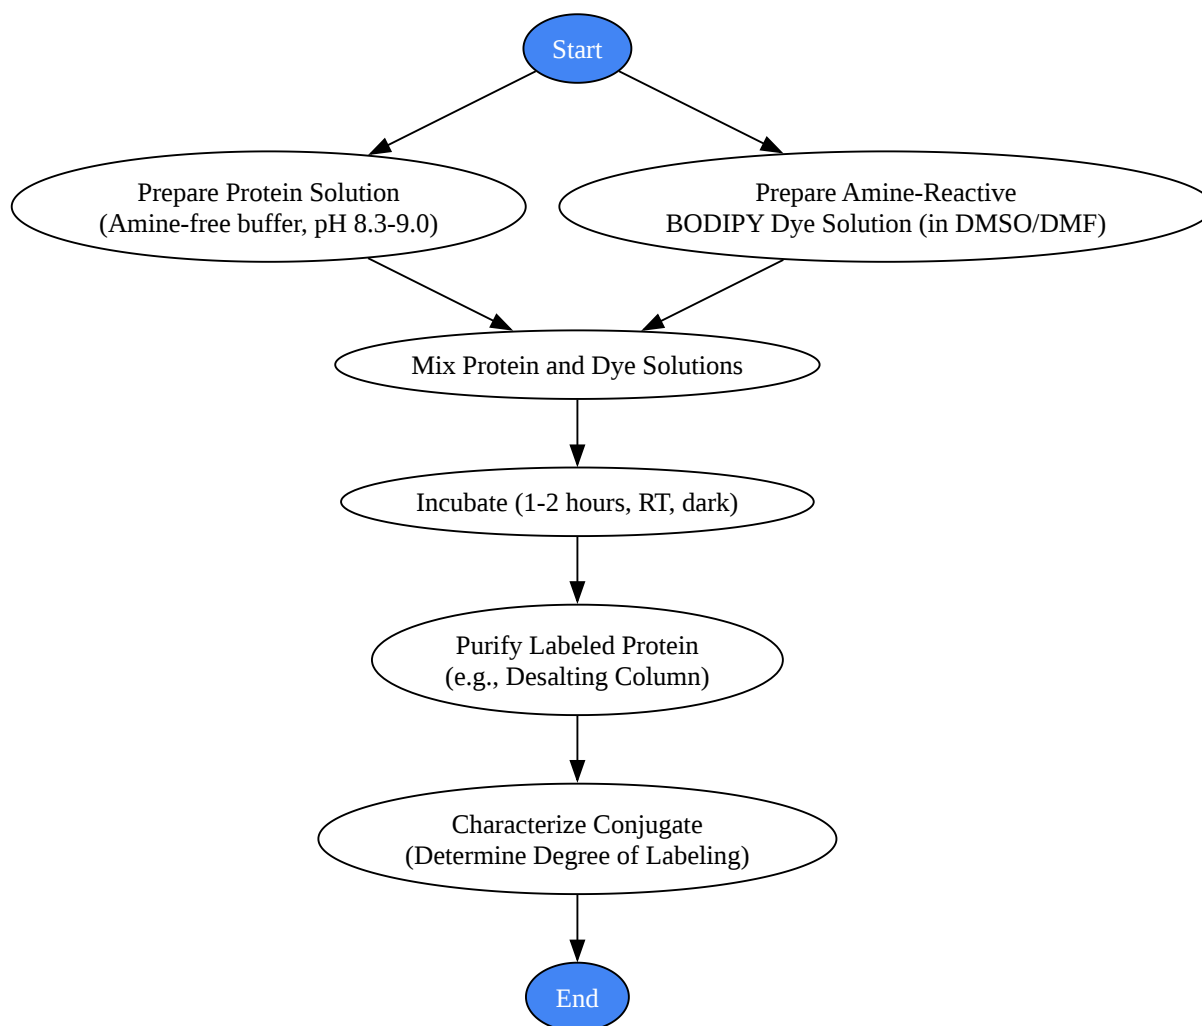 Start
Prepare Protein Solution
(Amine-free buffer, pH 8.3-9.0)
Prepare Amine-Reactive
BODIPY Dye Solution (in DMSO/DMF)
Mix Protein and Dye Solutions
Incubate (1-2 hours, RT, dark)
Purify Labeled Protein
(e.g., Desalting Column)
Characterize Conjugate
(Determine Degree of Labeling)
End